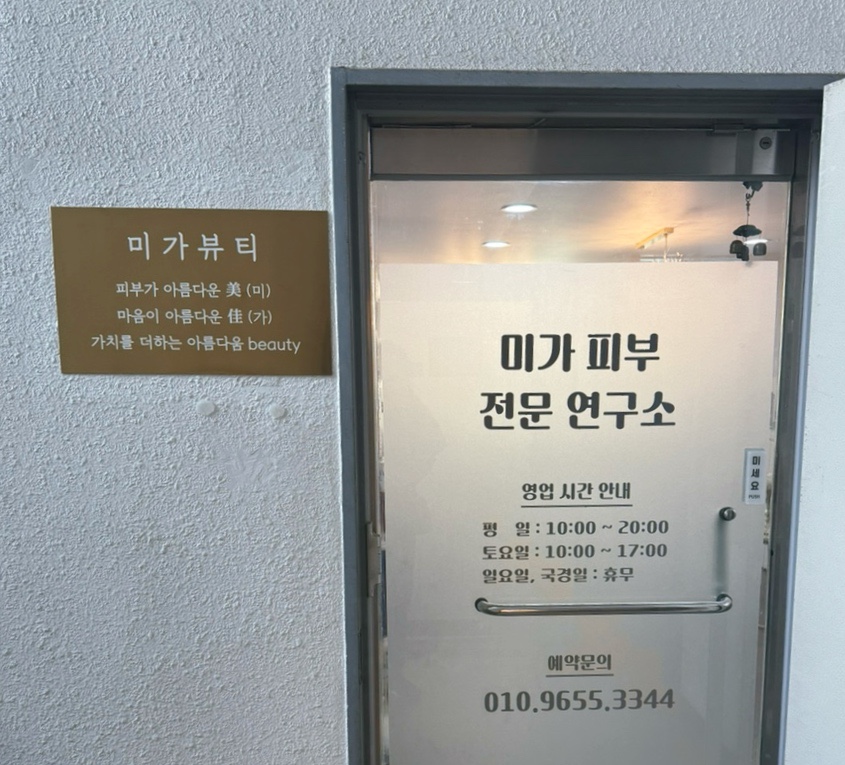 미가뷰티
피부가 아름다운 美 (미)
마음이 아름다운 佳 (가)
가치를 더하는 아름다움 beauty
미가 피부
전문 연구소
영업 시간 안내
평 일 : 10:00 ~ 20:00
토요일 : 10:00 ~ 17:00
일요일, 국경일 : 휴무
미세요
PUSH
예약문의
010.9655.3344